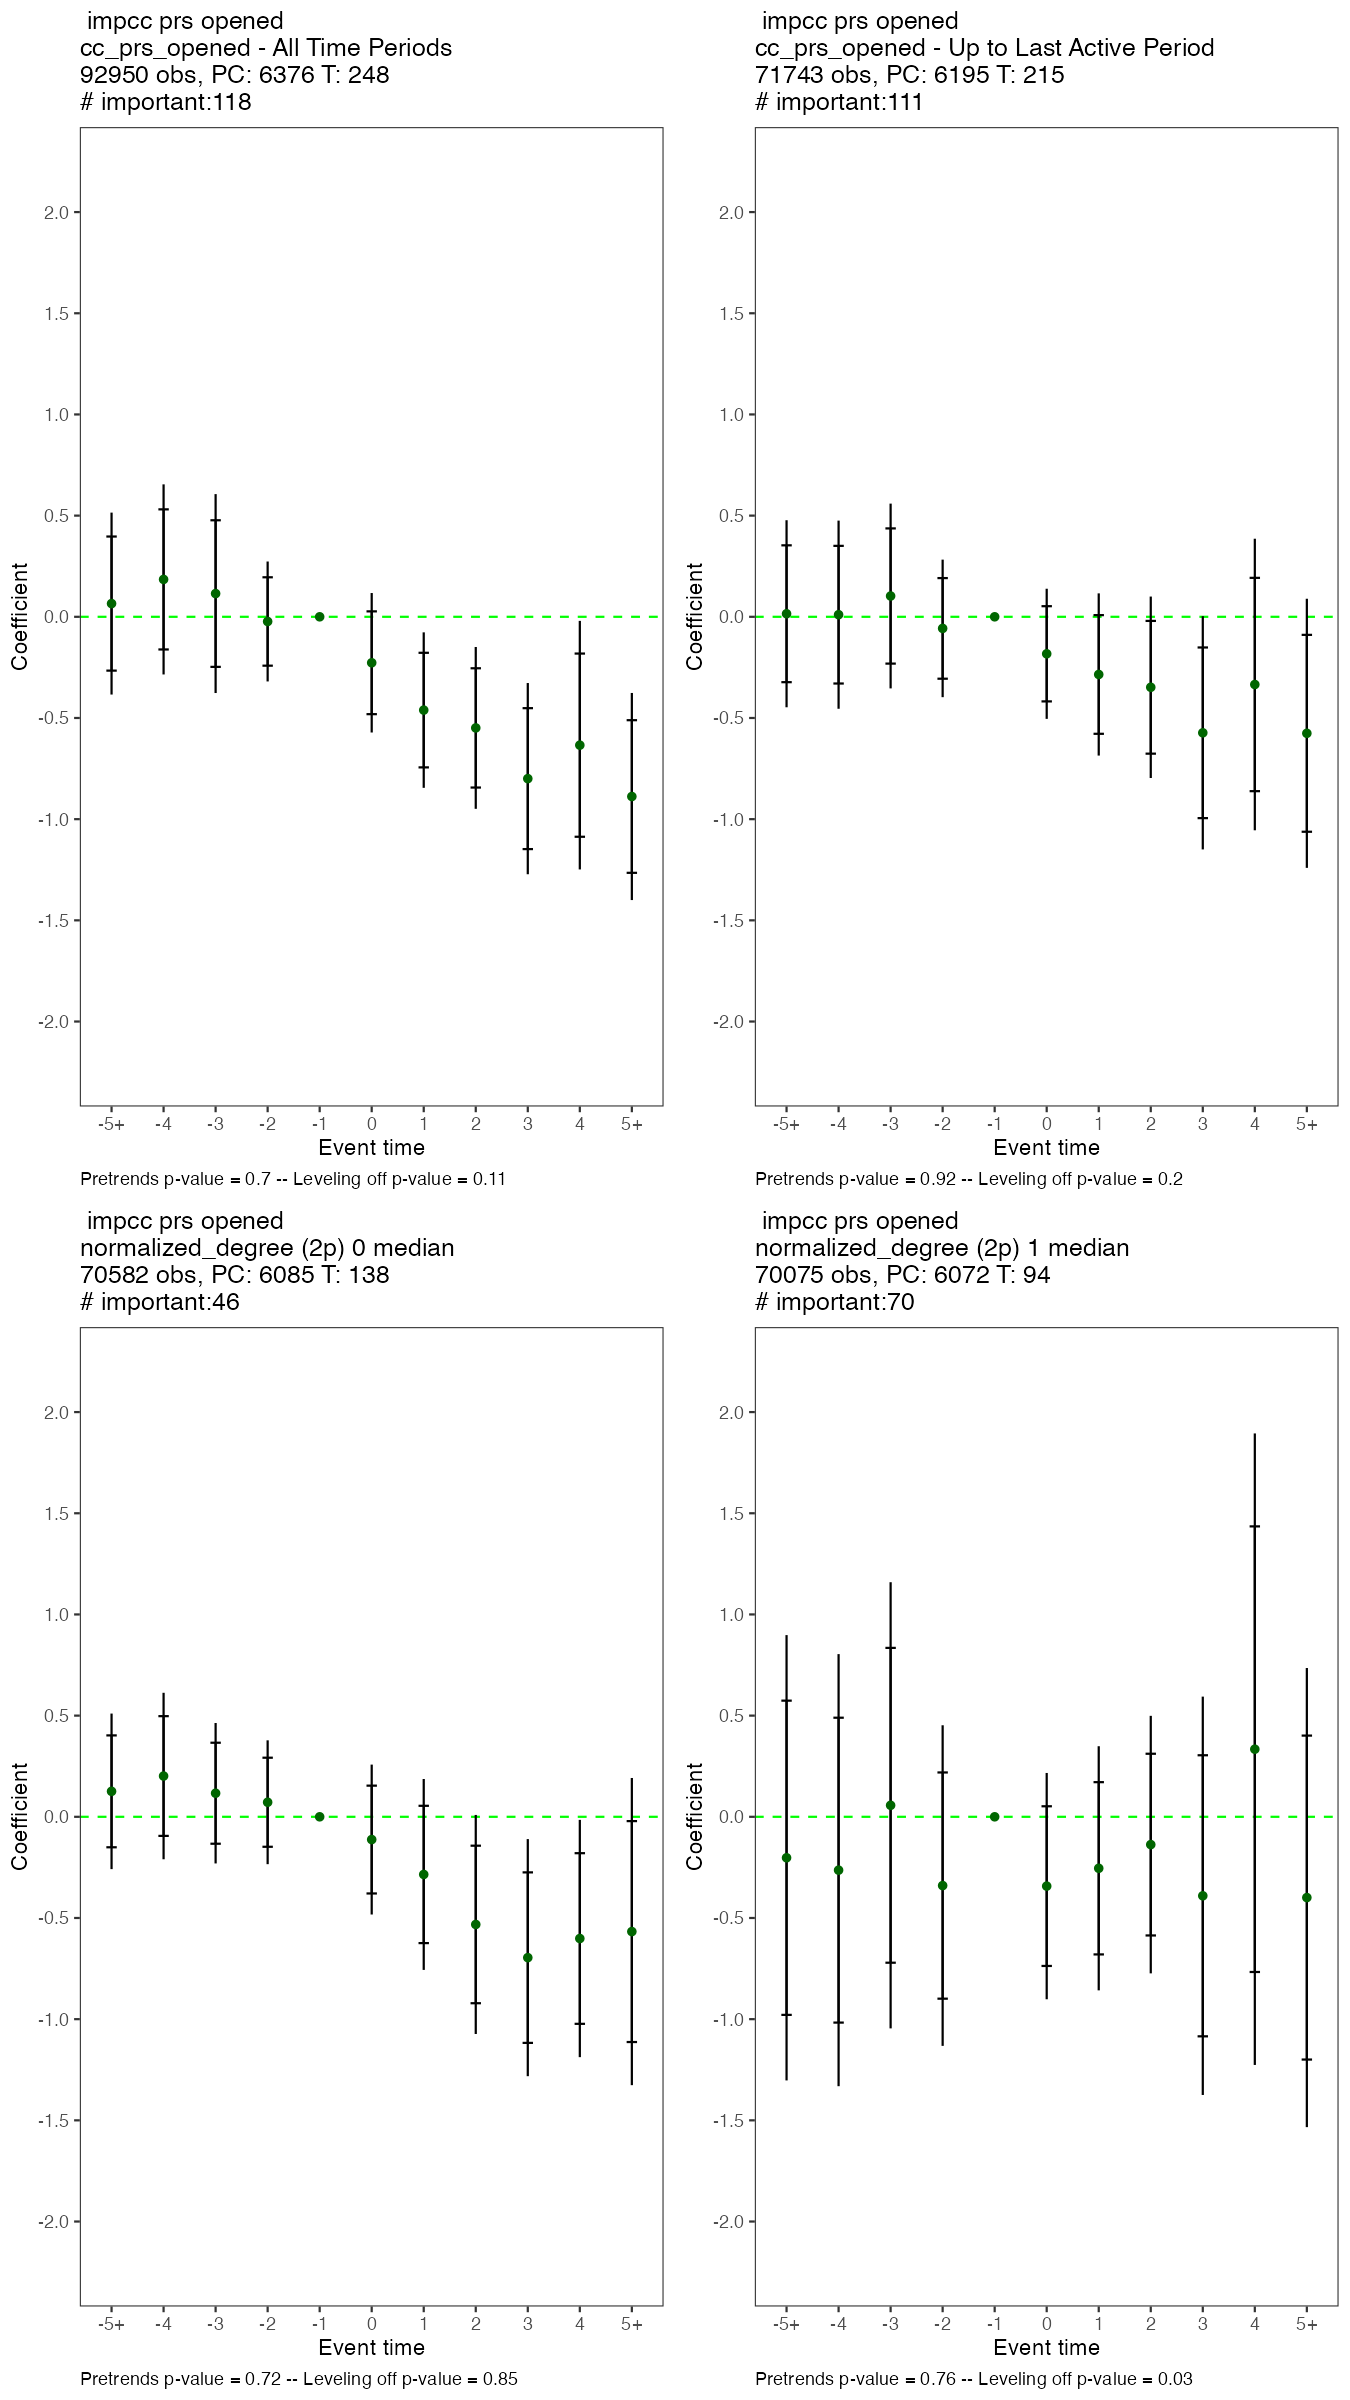 impcc prs opened
cc_prs_opened - All Time Periods
92950 obs, PC: 6376 T: 248
# important:118
2.0
1.5
1.0
0.5
0.0
-0.5
-1.0
-1.5
-2.0
Coefficient
-5+ -4 -3 -2 -1 0 1 2 3 4 5+
Event time
Pretrends p-value = 0.7 -- Leveling off p-value = 0.11
impcc prs opened
cc_prs_opened - Up to Last Active Period
71743 obs, PC: 6195 T: 215
# important:111
2.0
1.5
1.0
0.5
0.0
-0.5
-1.0
-1.5
-2.0
Coefficient
-5+ -4 -3 -2 -1 0 1 2 3 4 5+
Event time
Pretrends p-value = 0.92 -- Leveling off p-value = 0.2
impcc prs opened
normalized_degree (2p) 0 median
70582 obs, PC: 6085 T: 138
# important:46
2.0
1.5
1.0
0.5
0.0
-0.5
-1.0
-1.5
-2.0
Coefficient
-5+ -4 -3 -2 -1 0 1 2 3 4 5+
Event time
Pretrends p-value = 0.72 -- Leveling off p-value = 0.85
impcc prs opened
normalized_degree (2p) 1 median
70075 obs, PC: 6072 T: 94
# important:70
2.0
1.5
1.0
0.5
0.0
-0.5
-1.0
-1.5
-2.0
Coefficient
-5+ -4 -3 -2 -1 0 1 2 3 4 5+
Event time
Pretrends p-value = 0.76 -- Leveling off p-value = 0.03